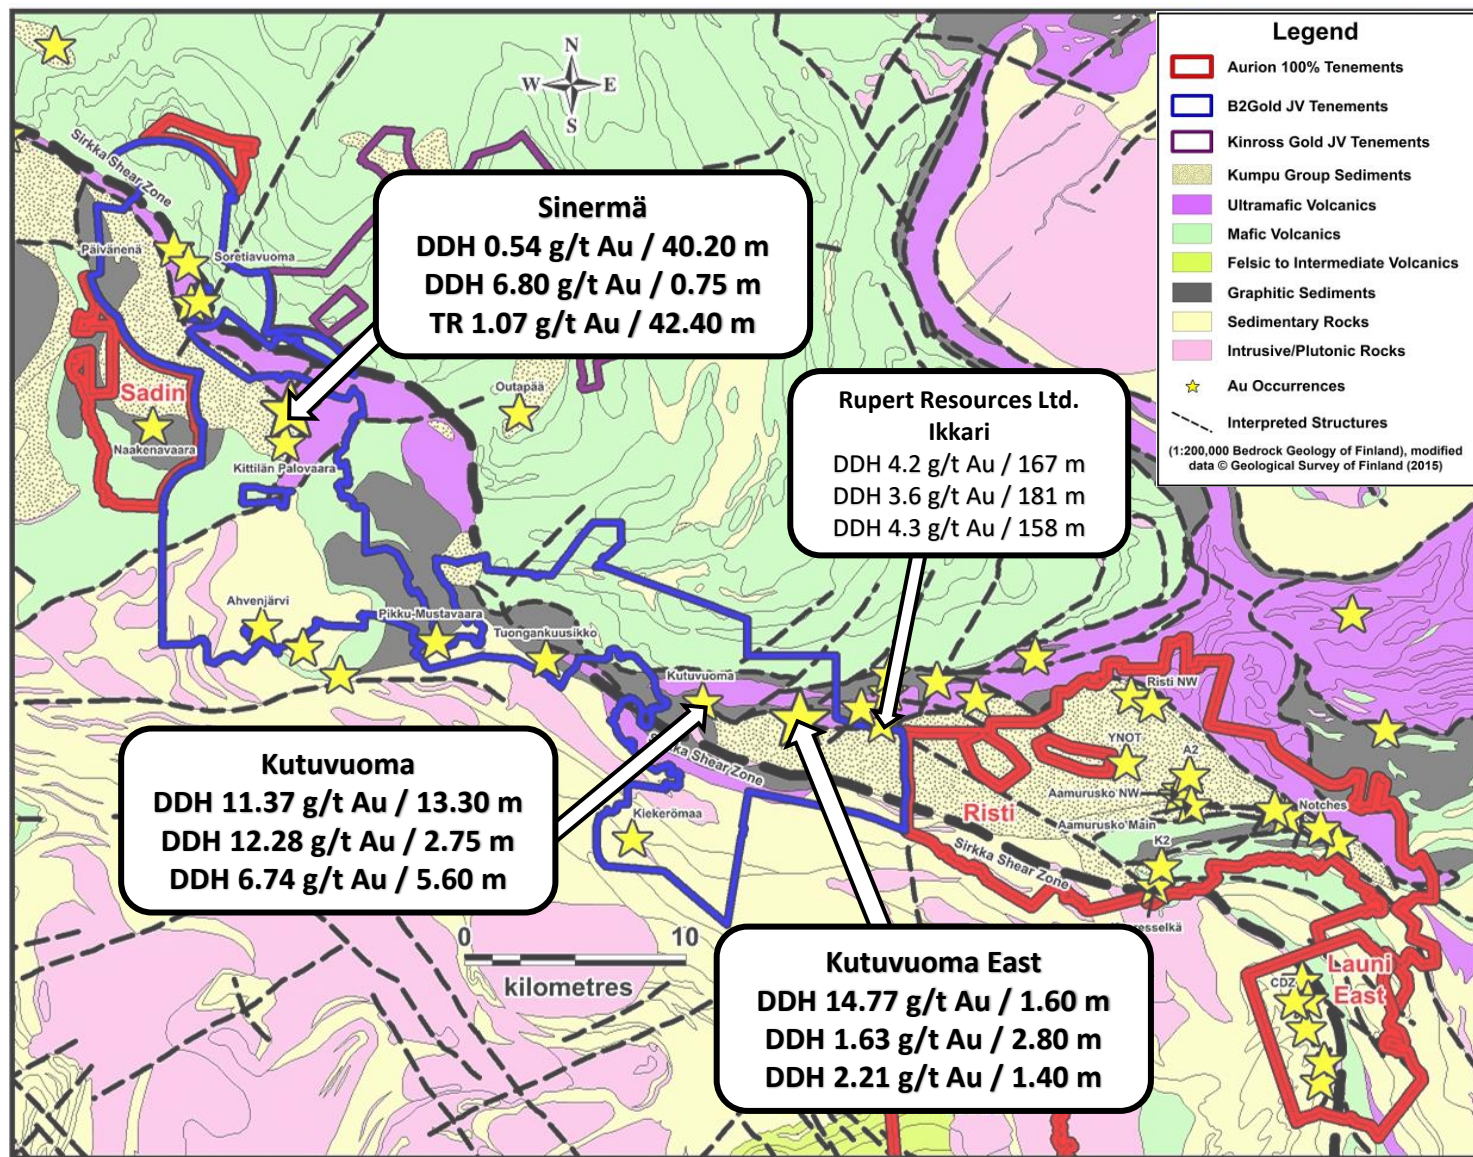 Legend
Aurion 100% Tenements
B2Gold JV Tenements
Kinross Gold JV Tenements
Kumpu Group Sediments
Ultramafic Volcanics
Mafic Volcanics
Felsic to Intermediate Volcanics
Graphitic Sediments
Sedimentary Rocks
Intrusive/Plutonic Rocks
Au Occurrences
Interpreted Structures
(1:200,000 Bedrock Geology of Finland), modified
data © Geological Survey of Finland (2015)
N
W E
S
Sirkka Shear Zone
Päivänenä
Soretiavuoma
Sinermä
DDH 0.54 g/t Au / 40.20 m
DDH 6.80 g/t Au / 0.75 m
TR 1.07 g/t Au / 42.40 m
Sadin
Naakenavaara
Kittilän Palovaara
Outapää
Rupert Resources Ltd.
Ikkari
DDH 4.2 g/t Au / 167 m
DDH 3.6 g/t Au / 181 m
DDH 4.3 g/t Au / 158 m
Ahvenjärvi
Pikku-Mustavaara
Tuongankuusikko
Kutuvuoma
Risti NW
YNOT
A2
Aamurusko NW
Aamurusko Main
Notches
K2
Risti
Sirkka Shear Zone
Sirkka Shear Zone
Kiekerömaa
Kutuvuoma
DDH 11.37 g/t Au / 13.30 m
DDH 12.28 g/t Au / 2.75 m
DDH 6.74 g/t Au / 5.60 m
0 10
kilometres
Kutuvuoma East
DDH 14.77 g/t Au / 1.60 m
DDH 1.63 g/t Au / 2.80 m
DDH 2.21 g/t Au / 1.40 m
Launi
East
CDZ